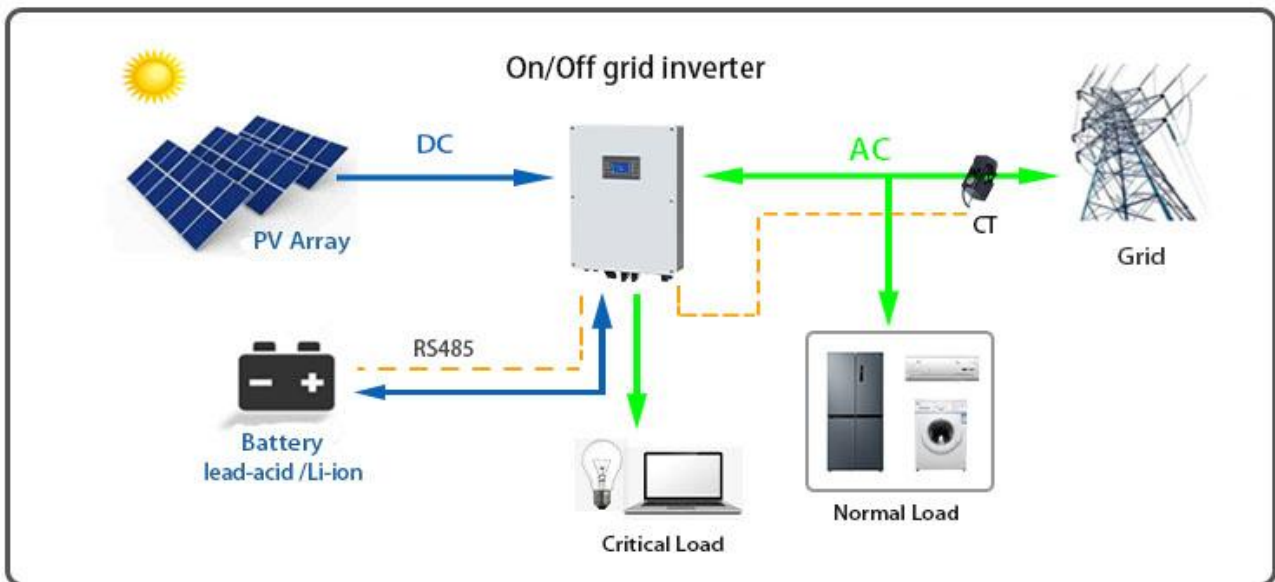 On/Off grid inverter
DC
AC
PV Array
CT
Grid
RS485
Battery
lead-acid /Li-ion
Normal Load
Critical Load